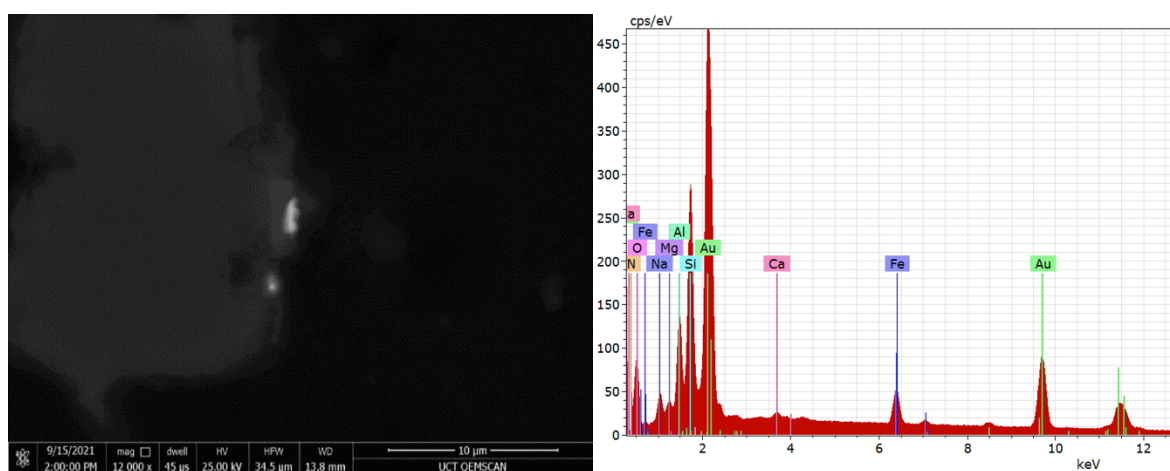 9/15/2021 mag dwell HV HFW WD 10 µm
2:00:00 PM 12 000 x 45 µs 25.00 kV 34.5 µm 13.8 mm UCT QEMSCAN
cps/eV
450
400
350
300
250
200
150
100
50
0
a
Fe Al
O Mg Au
N Na Si Ca Fe Au
2 4 6 8 10 12
keV